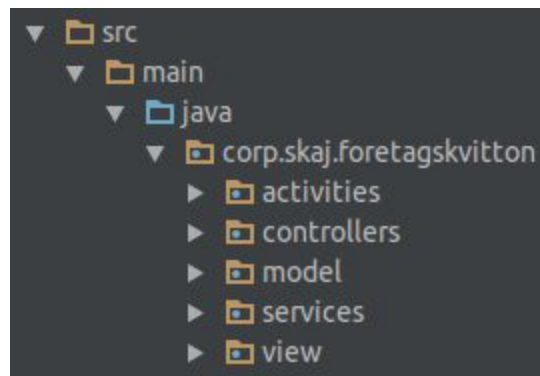 src
main
java
corp.skaj.foretagskvitton
activities
controllers
model
services
view